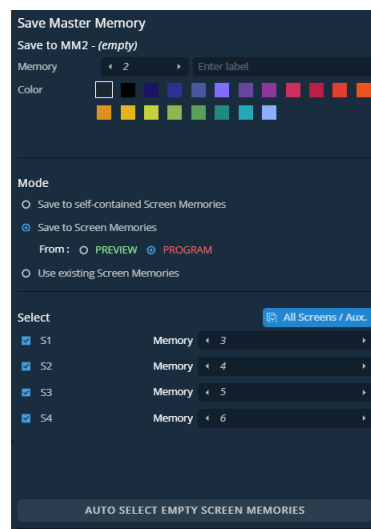 Save Master Memory
Save to MM2 - (empty)
Memory 2 Enter label
Color
Mode
Save to self-contained Screen Memories
Save to Screen Memories
From : PREVIEW PROGRAM
Use existing Screen Memories
Select All Screens / Aux.
S1 Memory 3
S2 Memory 4
S3 Memory 5
S4 Memory 6
AUTO SELECT EMPTY SCREEN MEMORIES